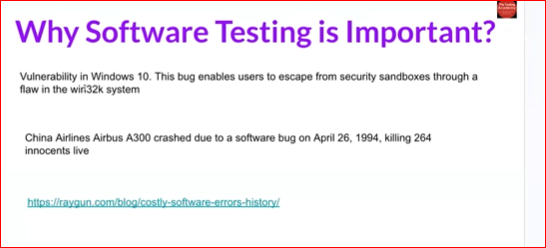 Why Software Testing is Important?
Vulnerability in Windows 10. This bug enables users to escape from security sandboxes through a
flaw in the win32k system
China Airlines Airbus A300 crashed due to a software bug on April 26, 1994, killing 264
innocents live
https://raygun.com/blog/costly-software-errors-history/